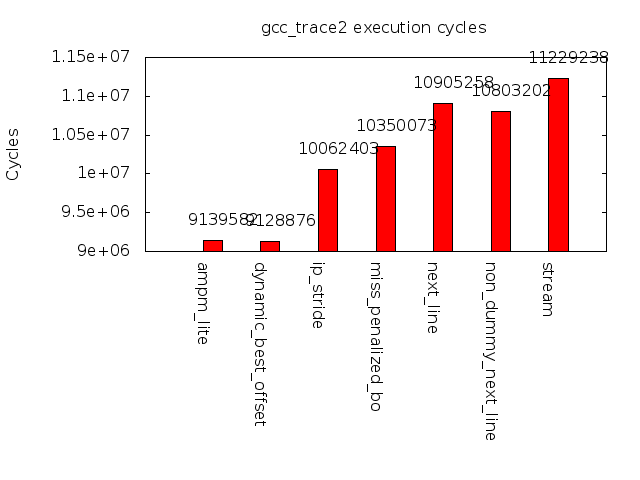 gcc_trace2 execution cycles
Cycles
1.15e+07
1.1e+07
1.05e+07
1e+07
9.5e+06
9e+06
9139582
9128876
10062403
10350073
10905258
10803202
11229238
ampm_lite
dynamic_best_offset
ip_stride
miss_penalized_bo
next_line
non_dummy_next_line
stream